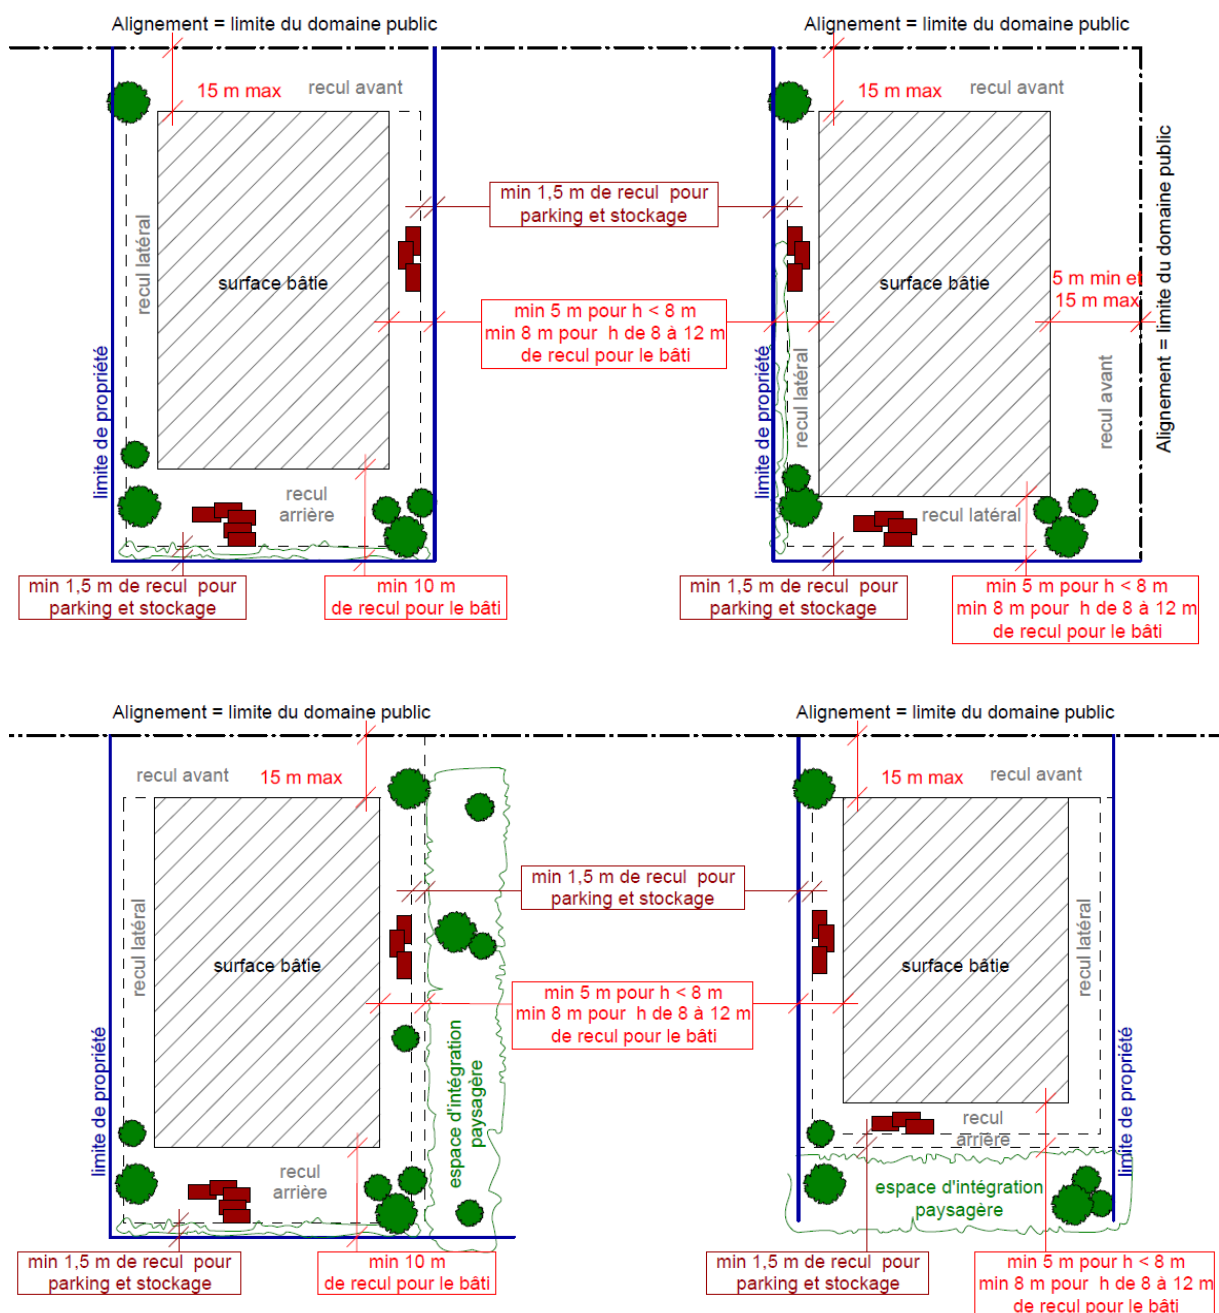 Alignement = limite du domaine public
15 m max
recul avant
recul latéral
surface bâtie
limite de propriété
recul
arrière
min 1,5 m de recul pour
parking et stockage
min 10 m
de recul pour le bâti
min 1,5 m de recul pour
parking et stockage
min 5 m pour h < 8 m
min 8 m pour h de 8 à 12 m
de recul pour le bâti
Alignement = limite du domaine public
15 m max
recul avant
surface bâtie
5 m min et
15 m max
Alignement = limite du domaine public
recul avant
limite de propriété
recul latéral
recul latéral
min 1,5 m de recul pour
parking et stockage
min 5 m pour h < 8 m
min 8 m pour h de 8 à 12 m
de recul pour le bâti
Alignement = limite du domaine public
recul avant
15 m max
recul latéral
surface bâtie
limite de propriété
recul
arrière
espace d'intégration
paysagère
min 1,5 m de recul pour
parking et stockage
min 10 m
de recul pour le bâti
min 1,5 m de recul pour
parking et stockage
min 5 m pour h < 8 m
min 8 m pour h de 8 à 12 m
de recul pour le bâti
Alignement = limite du domaine public
15 m max
recul avant
recul latéral
surface bâtie
limite de propriété
recul
arrière
espace d'intégration
paysagère
min 1,5 m de recul pour
parking et stockage
min 5 m pour h < 8 m
min 8 m pour h de 8 à 12 m
de recul pour le bâti